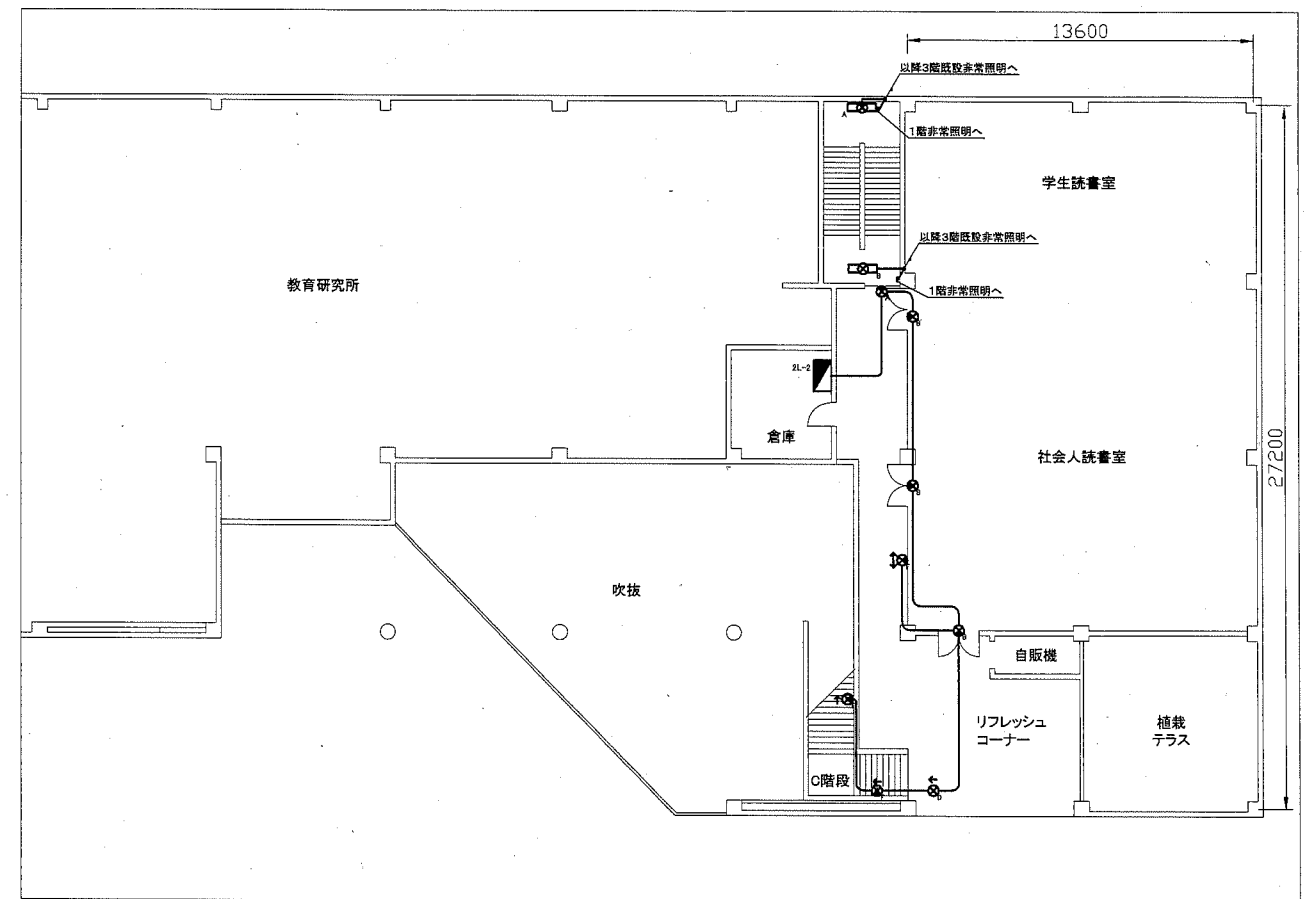 13600
以降3階既設非常照明へ
A
1階非常照明へ
学生読書室
以降3階既設非常照明へ
B
1階非常照明へ
教育研究所
2L-2
倉庫
社会人読書室
27200
吹抜
自販機
リフレッシュ
コーナー
植栽
テラス
C階段